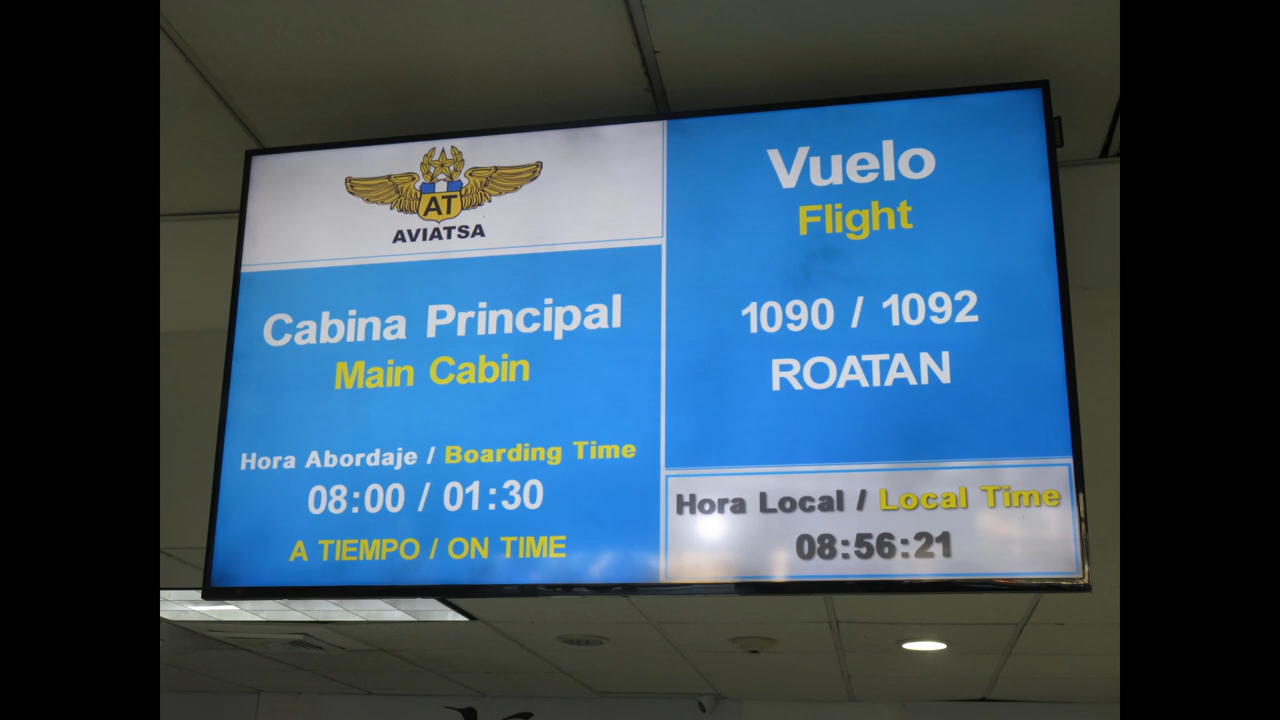 AT
AVIATSA
Cabina Principal
Main Cabin
Hora Abordaje / Boarding Time
08:00 / 01:30
A TIEMPO / ON TIME
Vuelo
Flight
1090 / 1092
ROATAN
Hora Local / Local Time
08:56:21